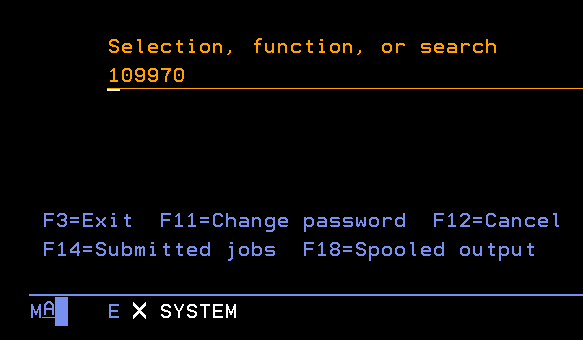 Selection, function, or search
109970
F3=Exit F11=Change password F12=Cancel
F14=Submitted jobs F18=Spooled output
MA E X SYSTEM